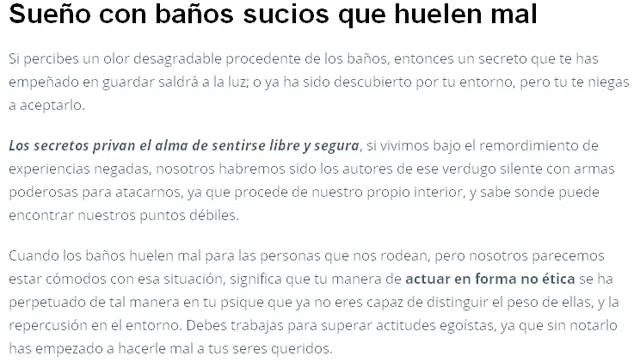 Sueño con baños sucios que huelen mal
Si percibes un olor desagradable procedente de los baños, entonces un secreto que te has
empeñado en guardar saldrá a la luz; o ya ha sido descubierto por tu entorno, pero tu te niegas
a aceptarlo.
Los secretos privan el alma de sentirse libre y segura, si vivimos bajo el remordimiento de
experiencias negadas, nosotros habremos sido los autores de ese verdugo silente con armas
poderosas para atacarnos, ya que procede de nuestro propio interior, y sabe sonde puede
encontrar nuestros puntos débiles.
Cuando los baños huelen mal para las personas que nos rodean, pero nosotros parecemos
estar cómodos con esa situación, significa que tu manera de actuar en forma no ética se ha
perpetuado de tal manera en tu psique que ya no eres capaz de distinguir el peso de ellas, y la
repercusión en el entorno. Debes trabajas para superar actitudes egoístas, ya que sin notarlo
has empezado a hacerle mal a tus seres queridos.